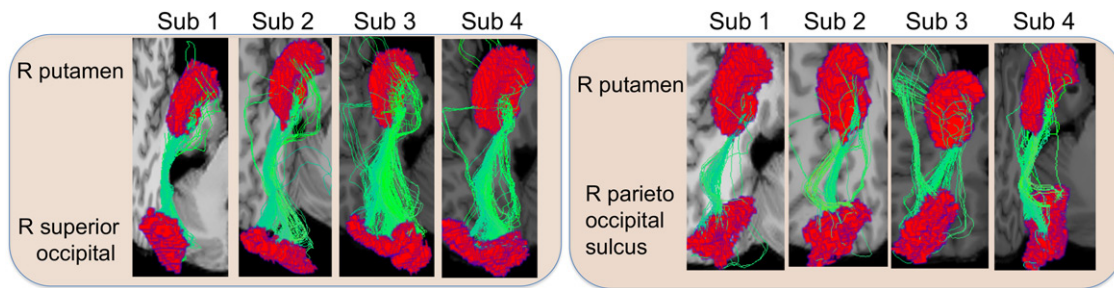 Sub 1 Sub 2 Sub 3 Sub 4
R putamen
R superior
occipital
Sub 1 Sub 2 Sub 3 Sub 4
R putamen
R parieto
occipital
sulcus